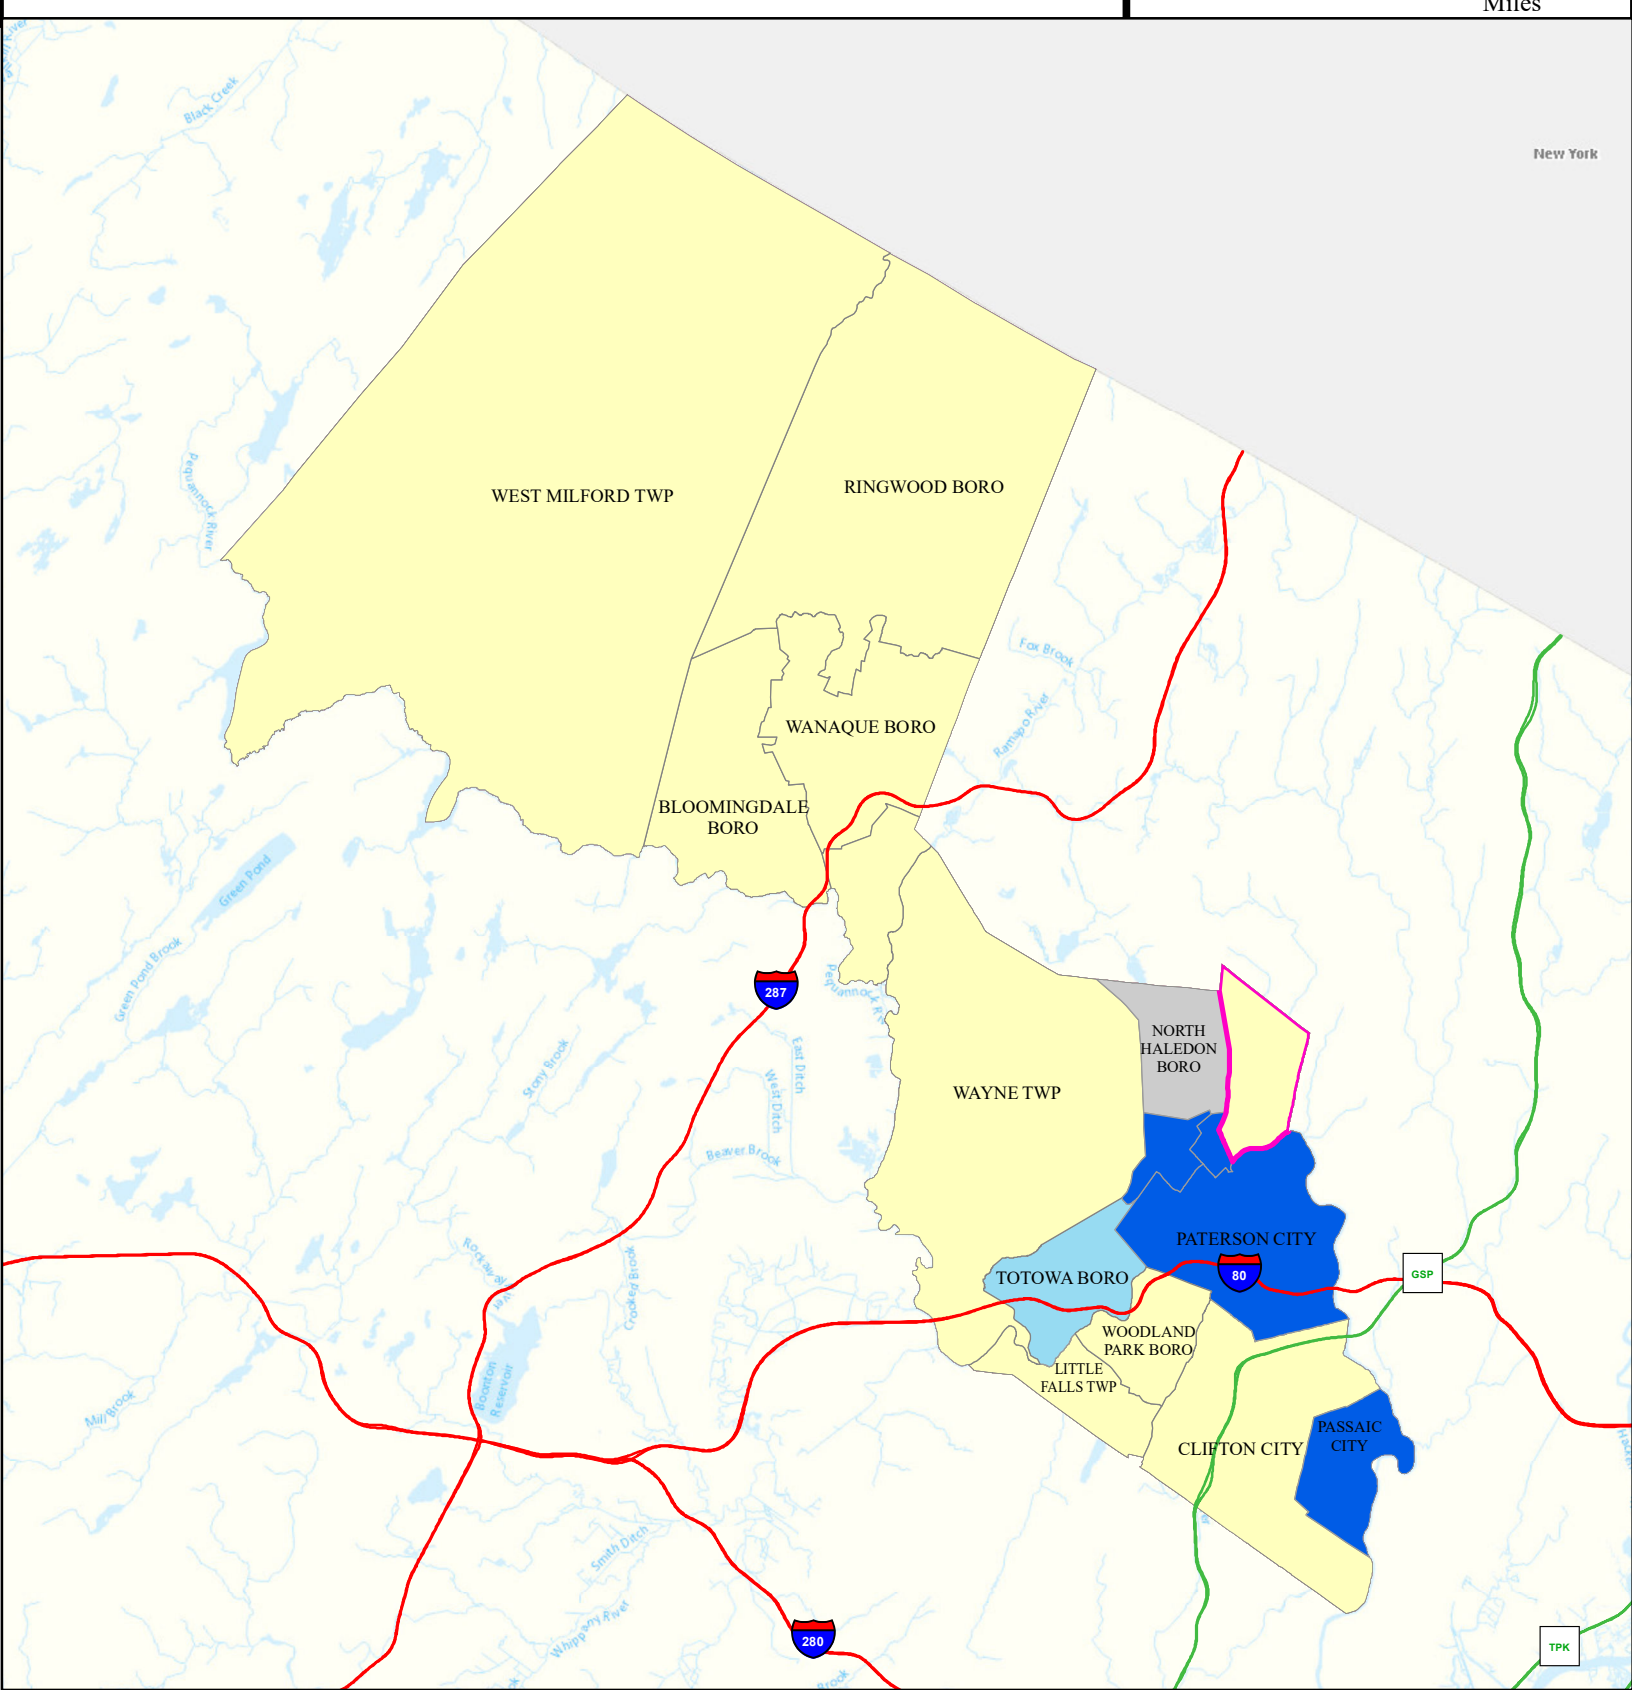 Miles
New York
Black Creek
Pequannock River
WEST MILFORD TWP
RINGWOOD BORO
Fox Brook
Ramapo River
WANAQUE BORO
BLOOMINGDALE
BORO
Green Pond
Green Pond Brook
287
Pequannock Riv
Stony Brook
East Ditch
West Ditch
Beaver Brook
NORTH
HALEDON
BORO
WAYNE TWP
PATERSON CITY
80
GSP
TOTOWA BORO
WOODLAND
PARK BORO
LITTLE
FALLS TWP
Crooked Brook
Boonton
Reservoir
Mill Brook
PASSAIC
CITY
CLIFTON CITY
Smith Ditch
Whippany River
280
Brook
TPK